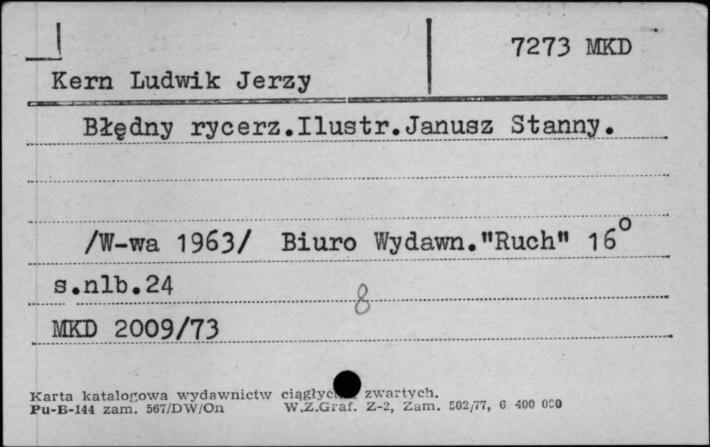 7273 MKD
Kern Ludwik Jerzy
Błędny rycerz.Ilustr.Janusz Stanny.
/W-wa 1963/ Biuro Wydawn."Ruch" 16°
s.nlb.24
8
MKD 2009/73
Karta katalogowa wydawnictw zwartych.
Pu-B-144 zam. 567/DW/On W.Z.Graf. Z-2, Zam. 502/77, 6 400 000